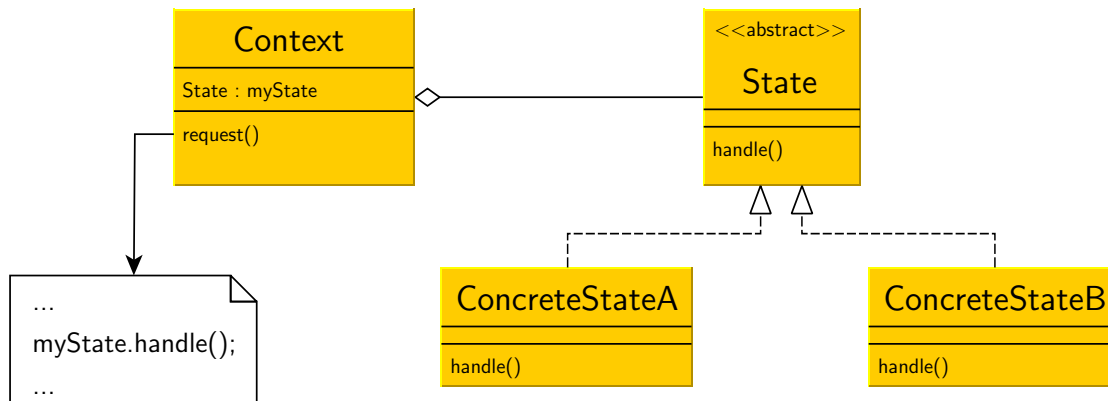 Context
State : myState
request()
<<abstract>>
State
handle()
...
myState.handle();
...
ConcreteStateA
handle()
ConcreteStateB
handle()